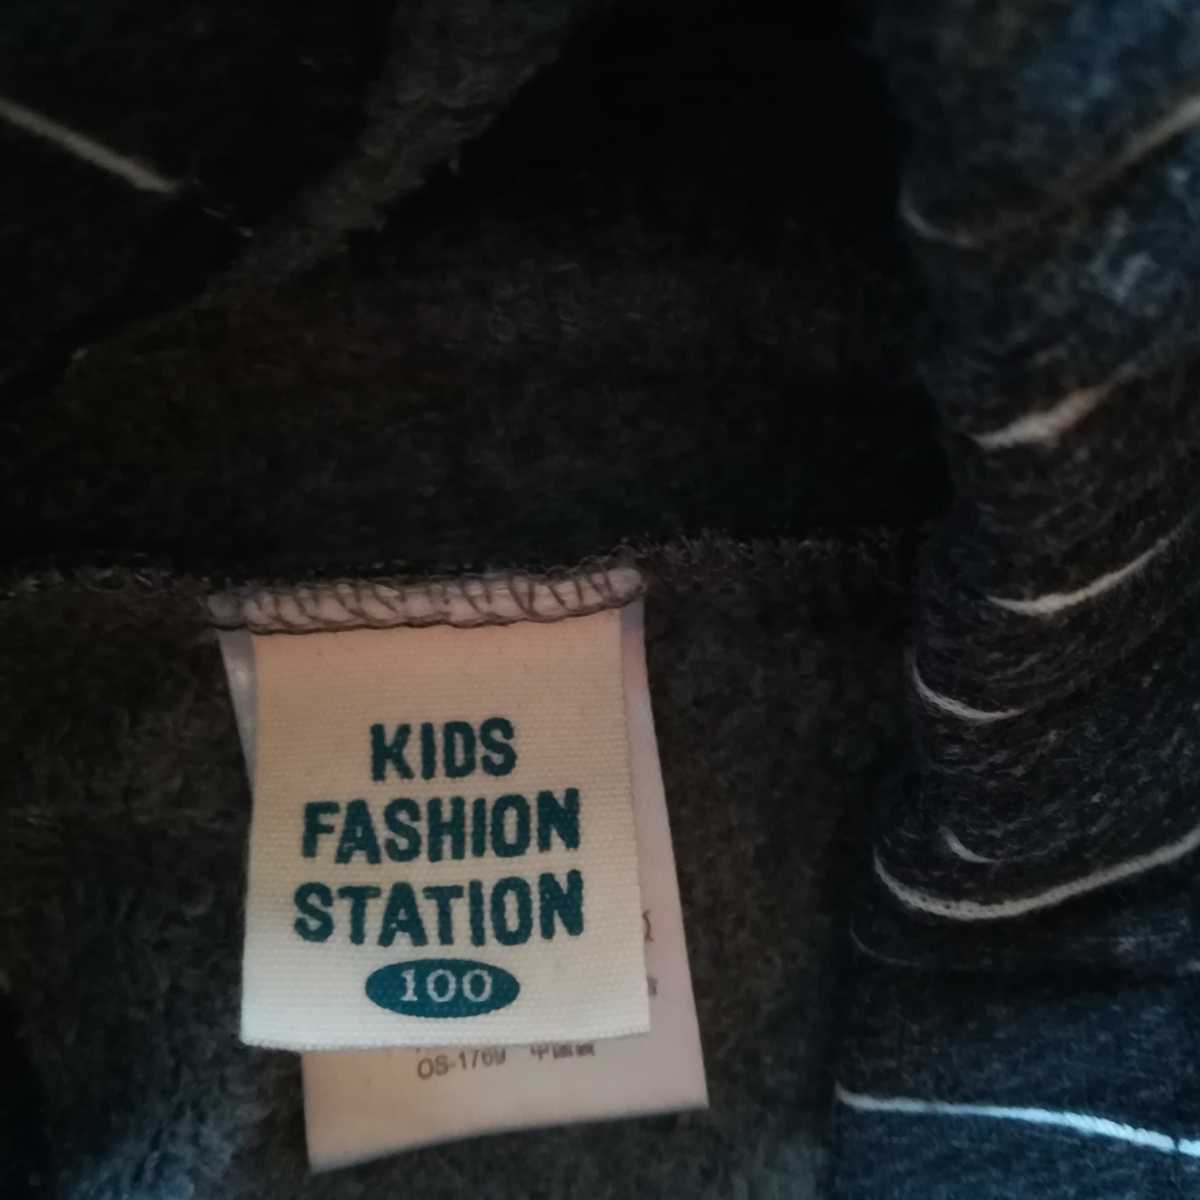 KIDS
FASHION
STATION
100
OS-1769 中国製